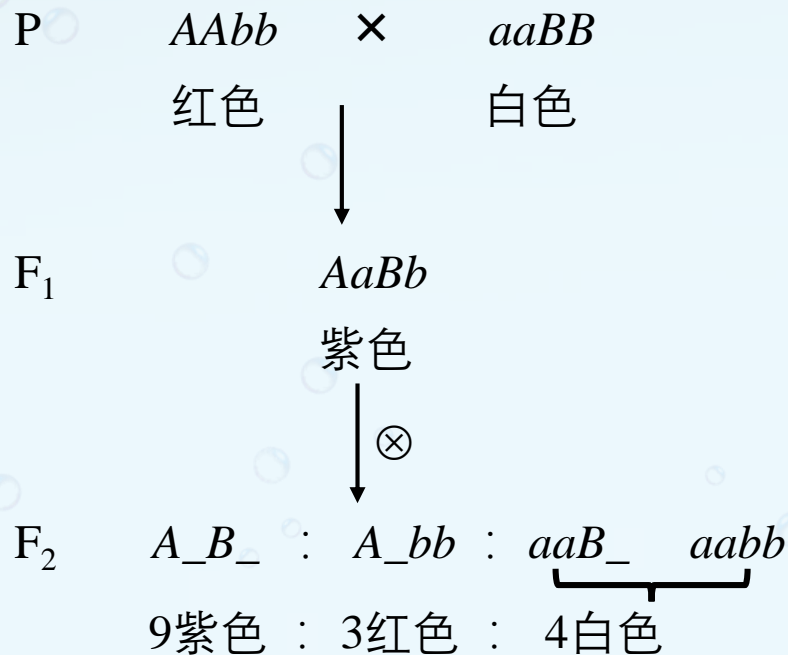 P AAbb × aaBB
红色 白色
F₁ AaBb
紫色
⊗
F₂ A_B_ : A_bb : aaB_ aabb
9紫色 : 3红色 : 4白色